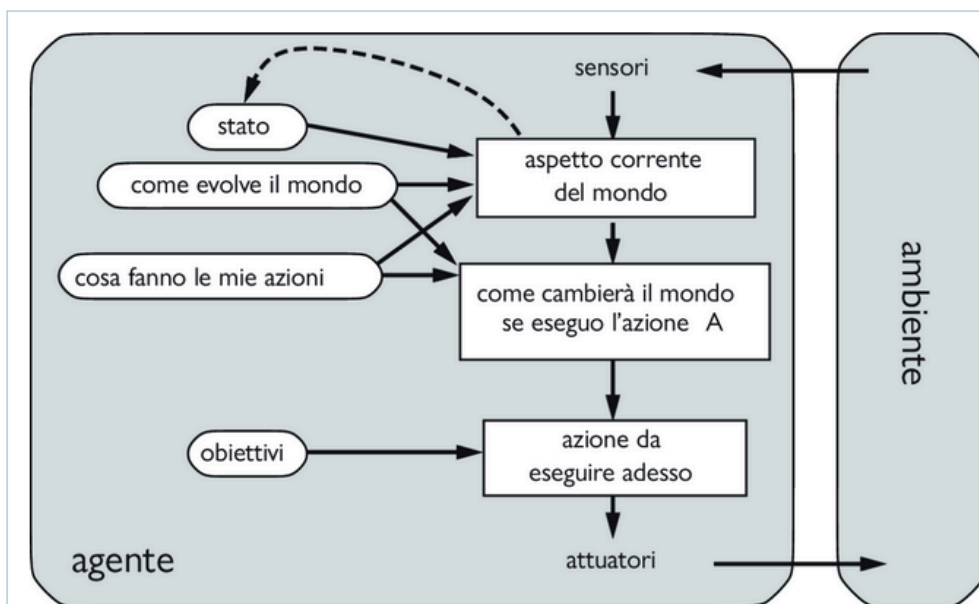 sensori
stato
aspetto corrente
del mondo
come evolve il mondo
cosa fanno le mie azioni
come cambierà il mondo
se eseguo l'azione A
obiettivi
azione da
eseguire adesso
agente
attuatori
ambiente